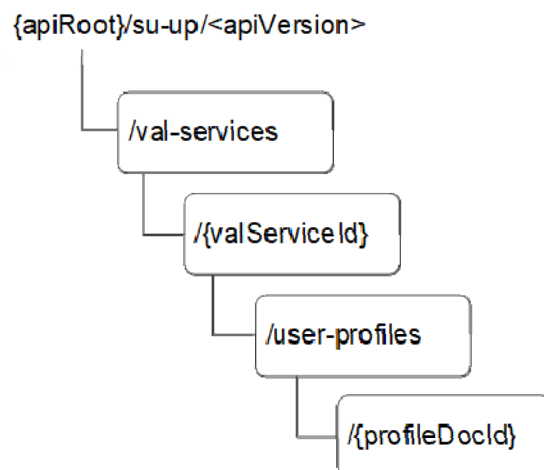 {apiRoot}/su-up/<apiVersion>
/val-services
/{valServiceId}
/user-profiles
/{profileDocId}